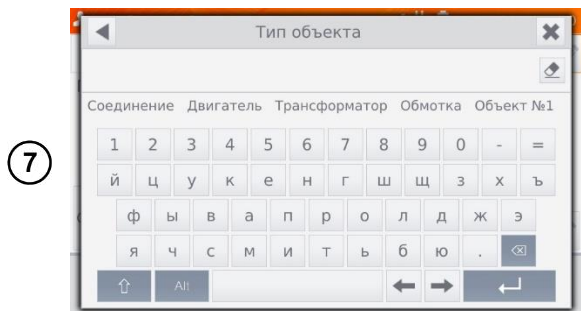 Тип объекта
Соединение Двигатель Трансформатор Обмотка Объект №1
7
1 2 3 4 5 6 7 8 9 0 - =
й ц у к е н г ш щ з х ъ
ф ы в а п р о л д ж э
я ч с м и т ь б ю .
Alt